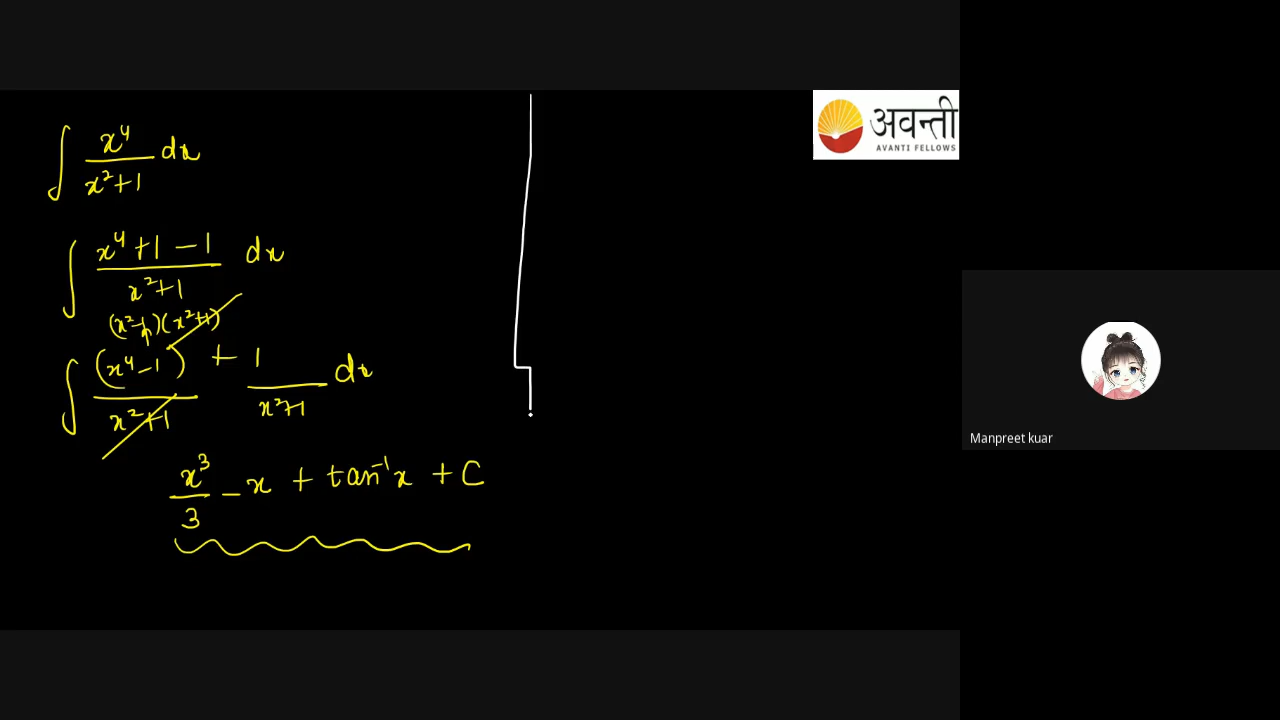 ∫ x⁴/(x²+1) dx
∫ (x⁴+1−1)/(x²+1) dx
(x²−1)(x²+1)
∫ (x⁴−1)/(x²+1) + 1/(x²+1) dx
x³/3 − x + tan⁻¹x + C
अवन्ती
AVANTI FELLOWS
Manpreet kuar